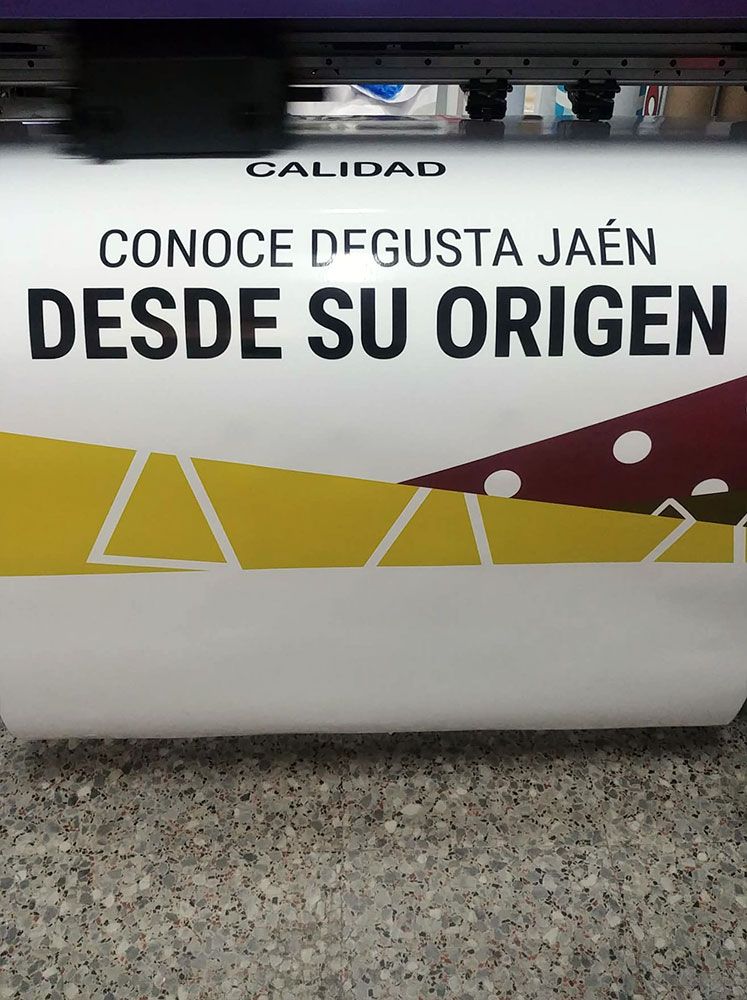 CALIDAD
CONOCE DEGUSTA JAÉN
DESDE SU ORIGEN